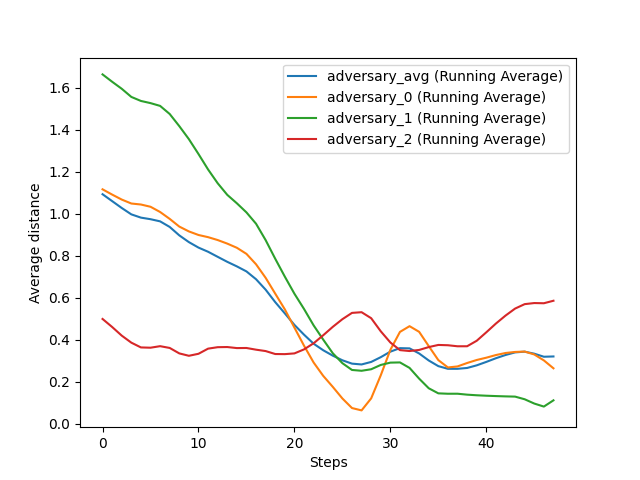 adversary_avg (Running Average)
adversary_0 (Running Average)
adversary_1 (Running Average)
adversary_2 (Running Average)
Average distance
1.6
1.4
1.2
1.0
0.8
0.6
0.4
0.2
0.0
0 10 20 30 40
Steps